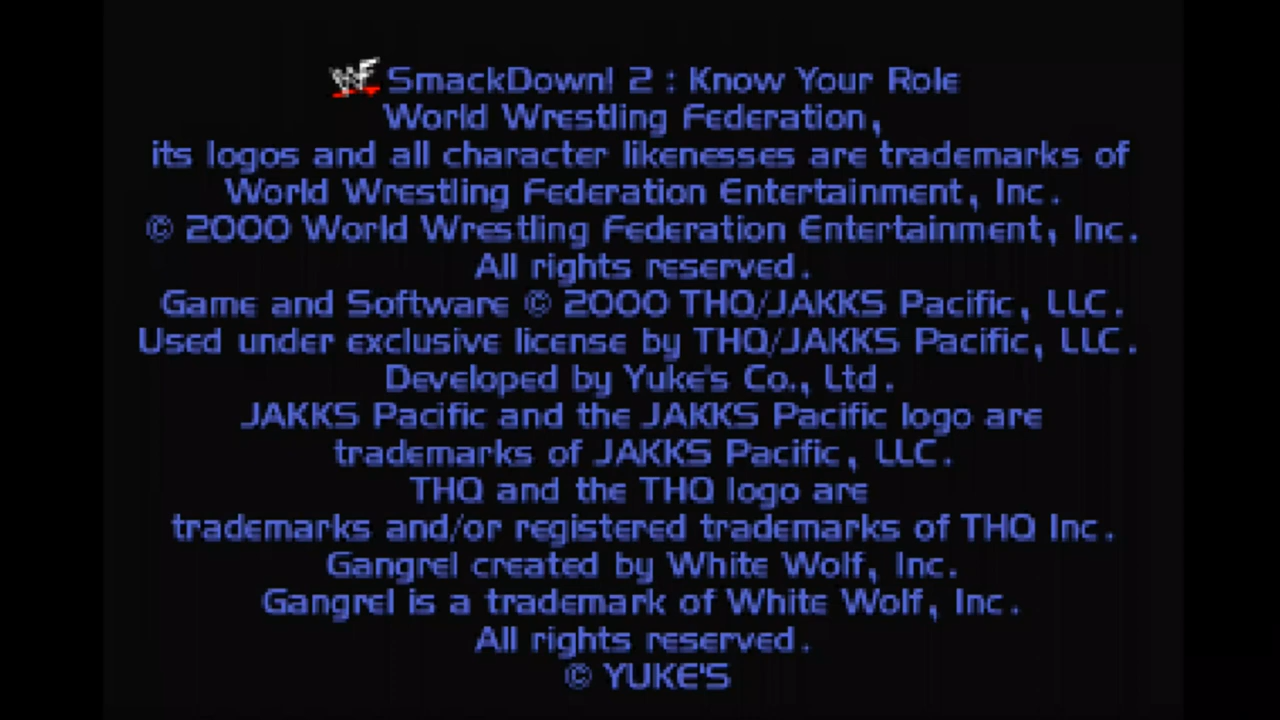 WF SmackDown! 2 : Know Your Role
World Wrestling Federation,
its logos and all character likenesses are trademarks of
World Wrestling Federation Entertainment, Inc.
© 2000 World Wrestling Federation Entertainment, Inc.
All rights reserved.
Game and Software © 2000 THQ/JAKKS Pacific, LLC.
Used under exclusive license by THQ/JAKKS Pacific, LLC.
Developed by Yuke's Co., Ltd.
JAKKS Pacific and the JAKKS Pacific logo are
trademarks of JAKKS Pacific, LLC.
THQ and the THQ logo are
trademarks and/or registered trademarks of THQ Inc.
Gangrel created by White Wolf, Inc.
Gangrel is a trademark of White Wolf, Inc.
All rights reserved.
© YUKE'S